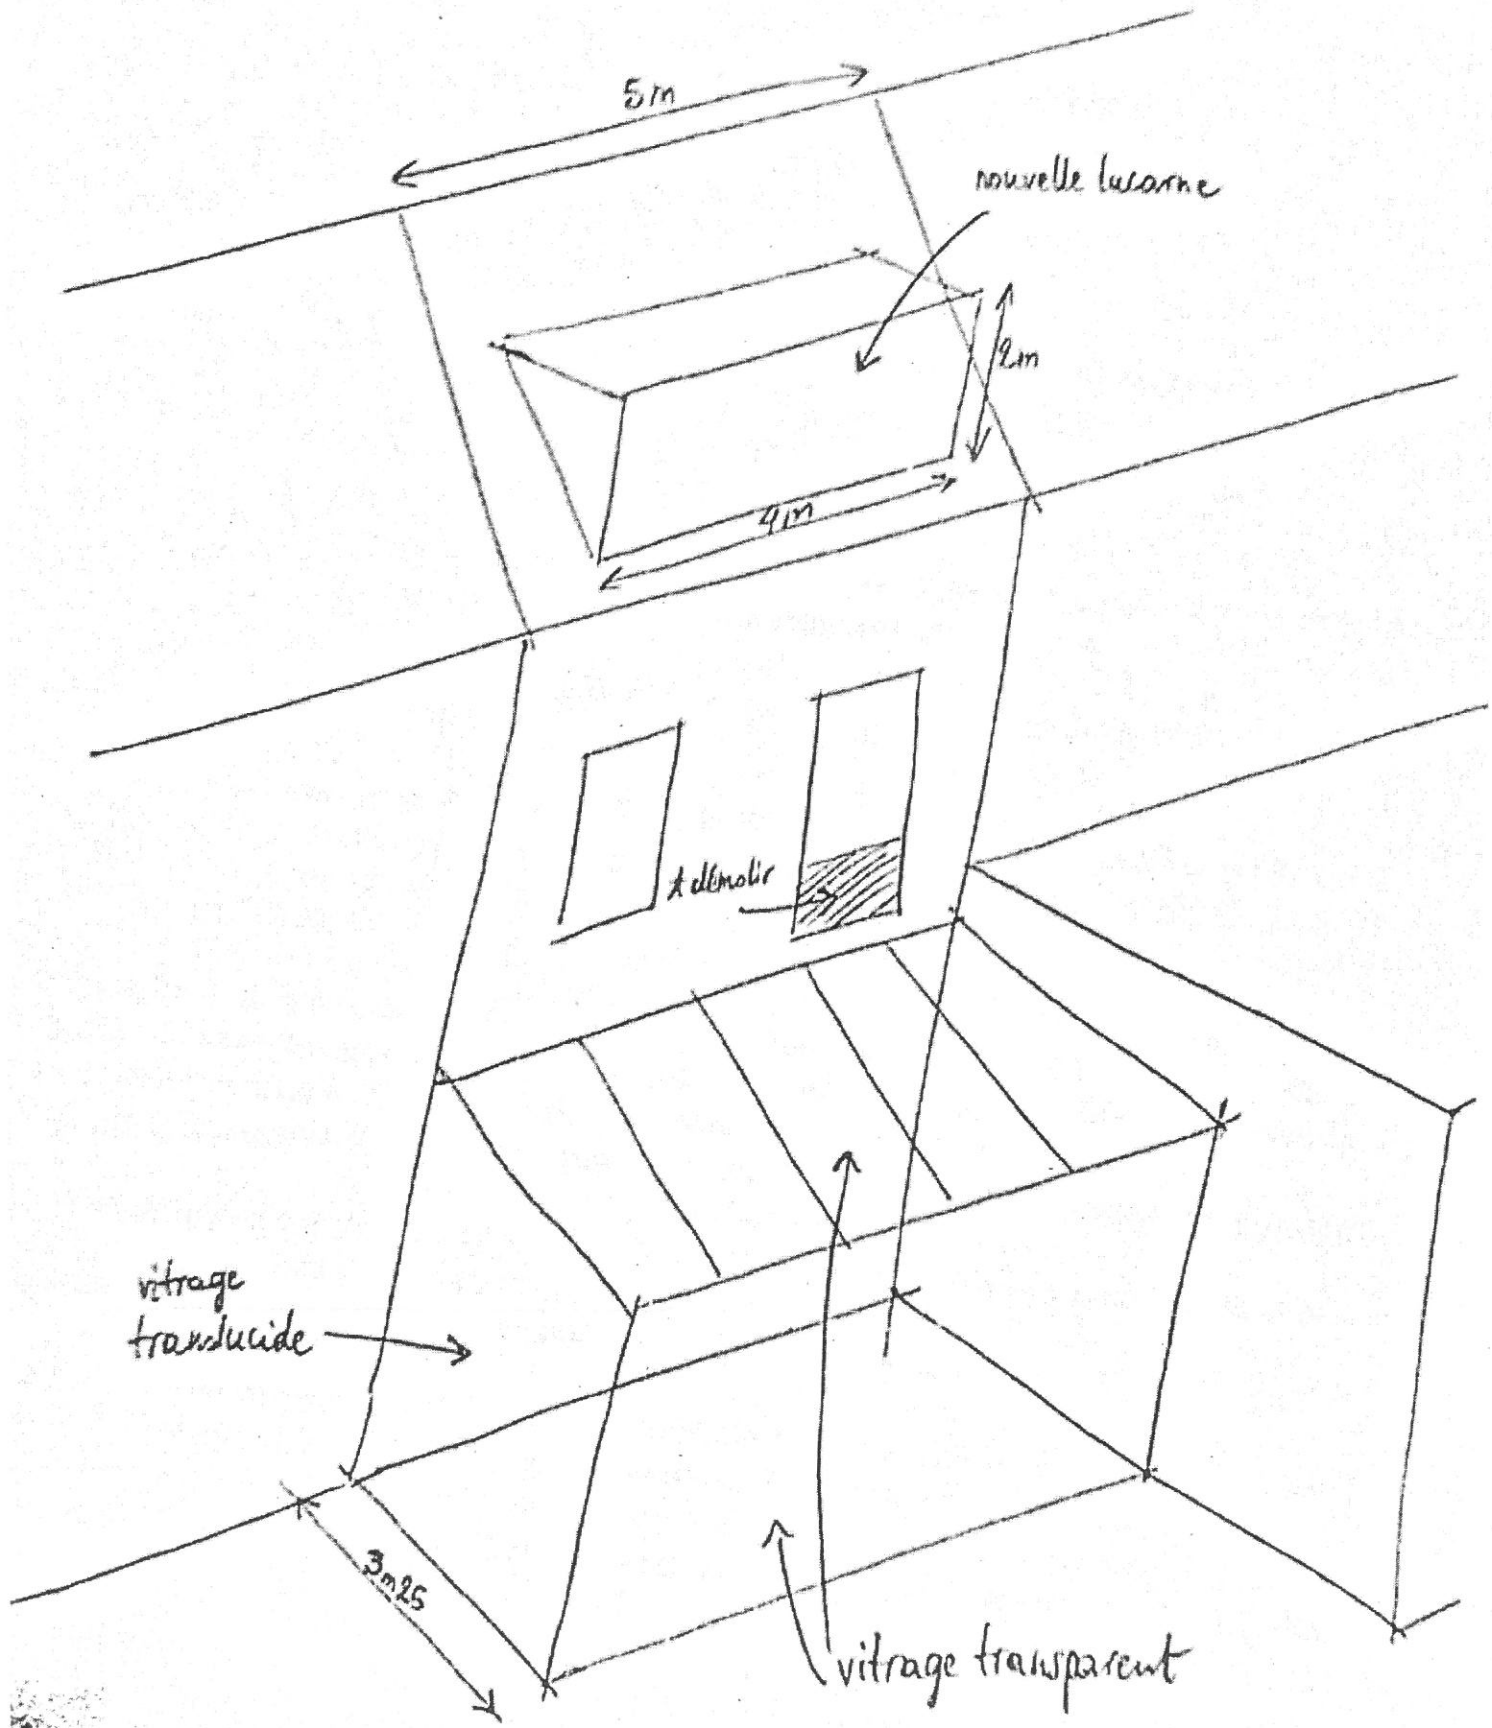 5m
nouvelle lucarne
2m
4m
A démolir
vitrage
translucide
3m25
vitrage transparent